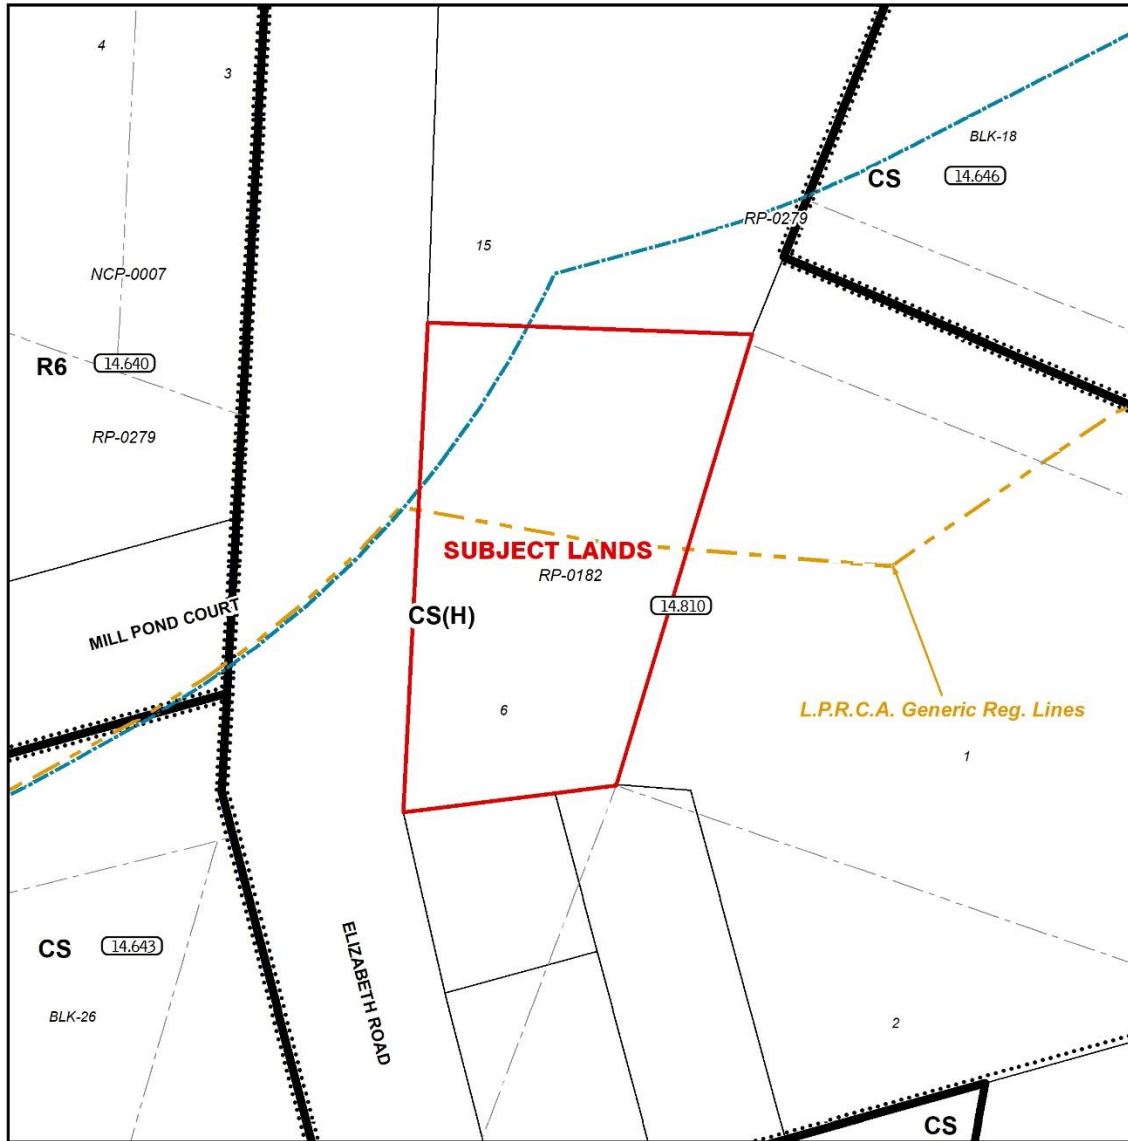 4
3
BLK-18
CS 14.646
RP-0279
15
NCP-0007
R6 14.640
RP-0279
SUBJECT LANDS
RP-0182
14.810
CS(H)
MILL POND COURT
6
L.P.R.C.A. Generic Reg. Lines
1
CS 14.643
ELIZABETH ROAD
BLK-26
2
CS